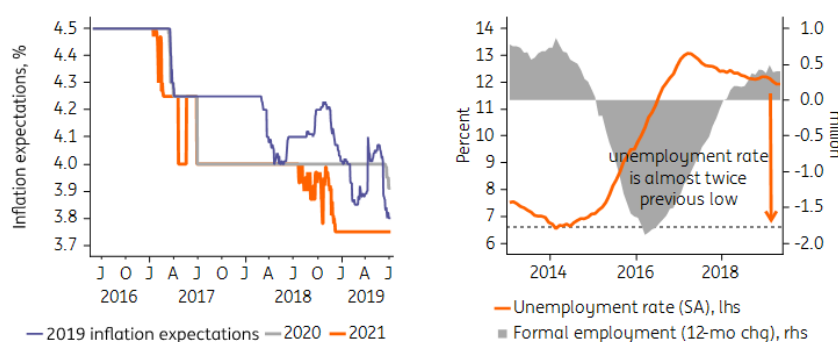 Inflation expectations, %
4.5
4.4
4.3
4.2
4.1
4.0
3.9
3.8
3.7
J O J A J O J A J O J A J
2016 2017 2018 2019
2019 inflation expectations 2020 2021
Percent
14
13
12
11
10
9
8
7
6
1.0
0.5
0.0
-0.5
-1.0
-1.5
-2.0
unemployment rate
is almost twice
previous low
2014 2016 2018
Unemployment rate (SA), lhs
Formal employment (12-mo chg), rhs